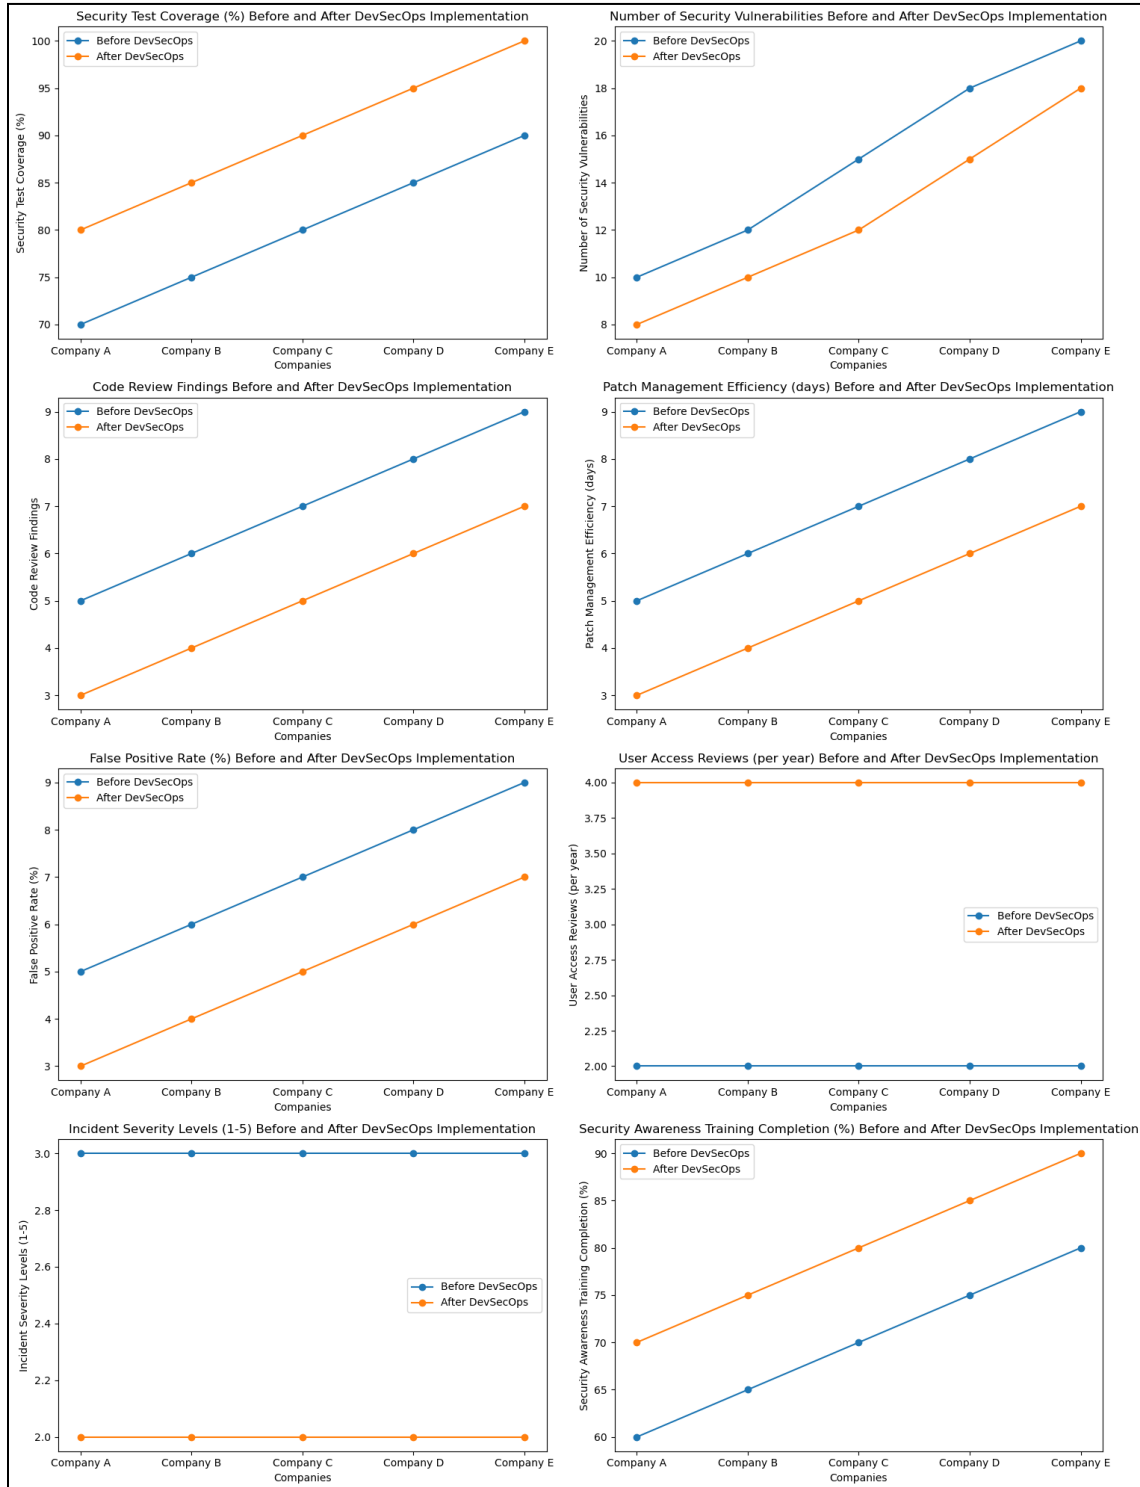 Security Test Coverage (%) Before and After DevSecOps Implementation
Before DevSecOps
After DevSecOps
100
95
90
85
80
75
70
Security Test Coverage (%)
Company A Company B Company C Company D Company E
Companies
Number of Security Vulnerabilities Before and After DevSecOps Implementation
Before DevSecOps
After DevSecOps
20
18
16
14
12
10
8
Number of Security Vulnerabilities
Company A Company B Company C Company D Company E
Companies
Code Review Findings Before and After DevSecOps Implementation
Before DevSecOps
After DevSecOps
9
8
7
6
5
4
3
Code Review Findings
Company A Company B Company C Company D Company E
Companies
Patch Management Efficiency (days) Before and After DevSecOps Implementation
Before DevSecOps
After DevSecOps
9
8
7
6
5
4
3
Patch Management Efficiency (days)
Company A Company B Company C Company D Company E
Companies
False Positive Rate (%) Before and After DevSecOps Implementation
Before DevSecOps
After DevSecOps
9
8
7
6
5
4
3
False Positive Rate (%)
Company A Company B Company C Company D Company E
Companies
User Access Reviews (per year) Before and After DevSecOps Implementation
4.00
3.75
3.50
3.25
3.00
2.75
2.50
2.25
2.00
User Access Reviews (per year)
Before DevSecOps
After DevSecOps
Company A Company B Company C Company D Company E
Companies
Incident Severity Levels (1-5) Before and After DevSecOps Implementation
3.0
2.8
2.6
2.4
2.2
2.0
Incident Severity Levels (1-5)
Before DevSecOps
After DevSecOps
Company A Company B Company C Company D Company E
Companies
Security Awareness Training Completion (%) Before and After DevSecOps Implementation
Before DevSecOps
After DevSecOps
90
85
80
75
70
65
60
Security Awareness Training Completion (%)
Company A Company B Company C Company D Company E
Companies